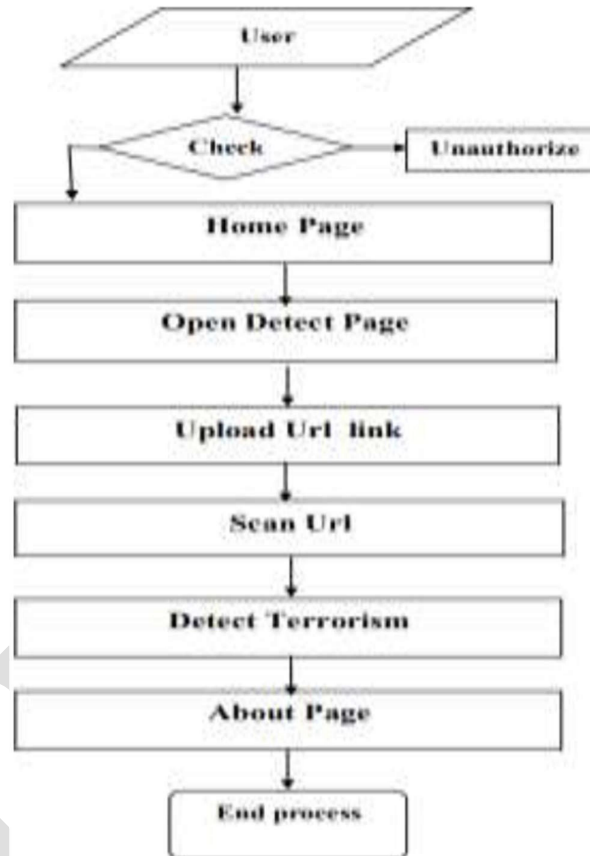 User
Check
Unauthorize
Home Page
Open Detect Page
Upload Url link
Scan Url
Detect Terrorism
About Page
End process